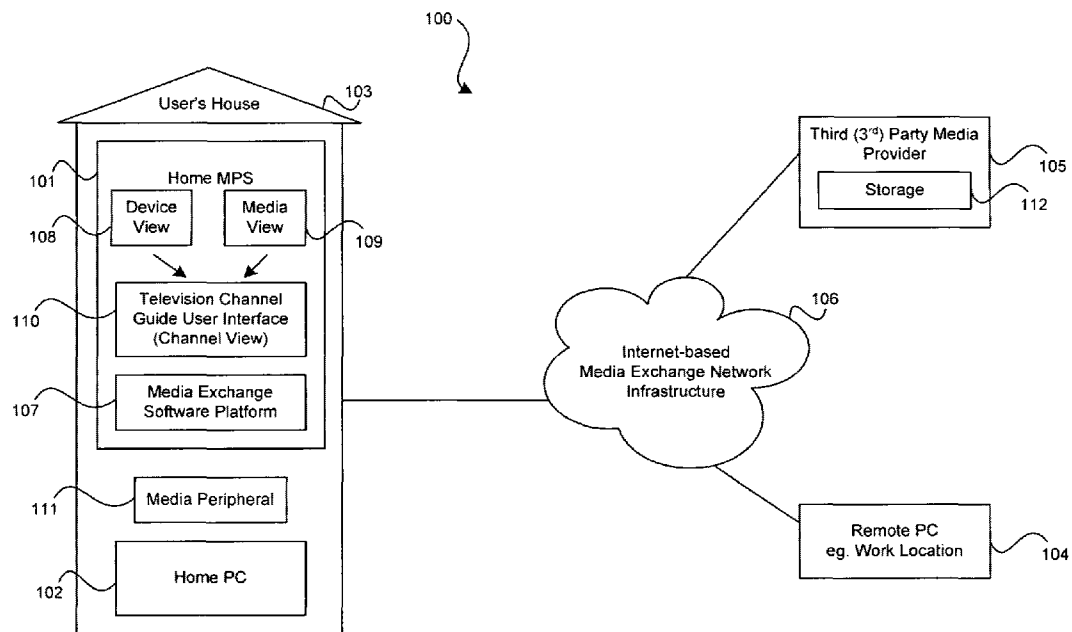 100
User's House
103
101
Home MPS
Device
View
Media
View
108
109
Television Channel
Guide User Interface
(Channel View)
110
Media Exchange
Software Platform
107
Media Peripheral
111
Home PC
102
Internet-based
Media Exchange Network
Infrastructure
106
Third (3rd) Party Media
Provider
105
Storage
112
Remote PC
eg. Work Location
104